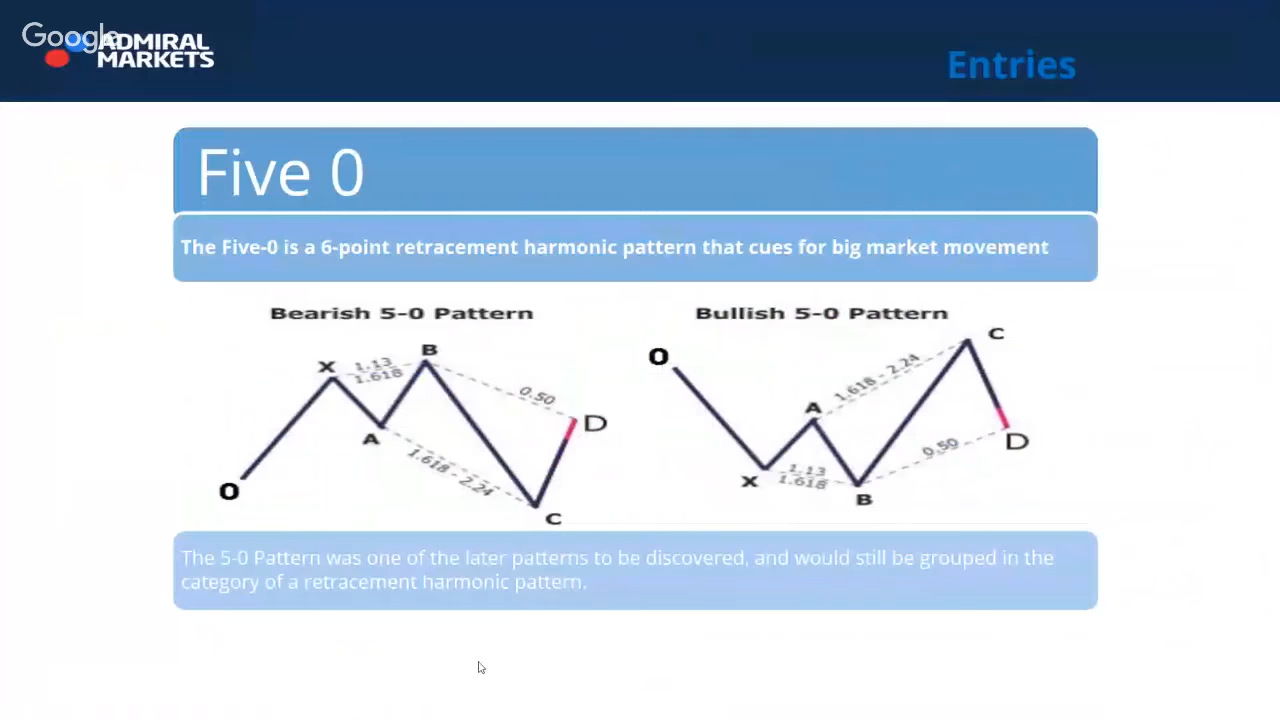 Google
ADMIRAL
MARKETS
Entries
Five 0
The Five-0 is a 6-point retracement harmonic pattern that cues for big market movement
Bearish 5-0 Pattern
X
1.13
1.618
B
0.50
D
A
1.618 - 2.24
0
C
Bullish 5-0 Pattern
0
C
1.618 - 2.24
A
D
0.50
X
1.13
1.618
B
The 5-0 Pattern was one of the later patterns to be discovered, and would still be grouped in the
category of a retracement harmonic pattern.